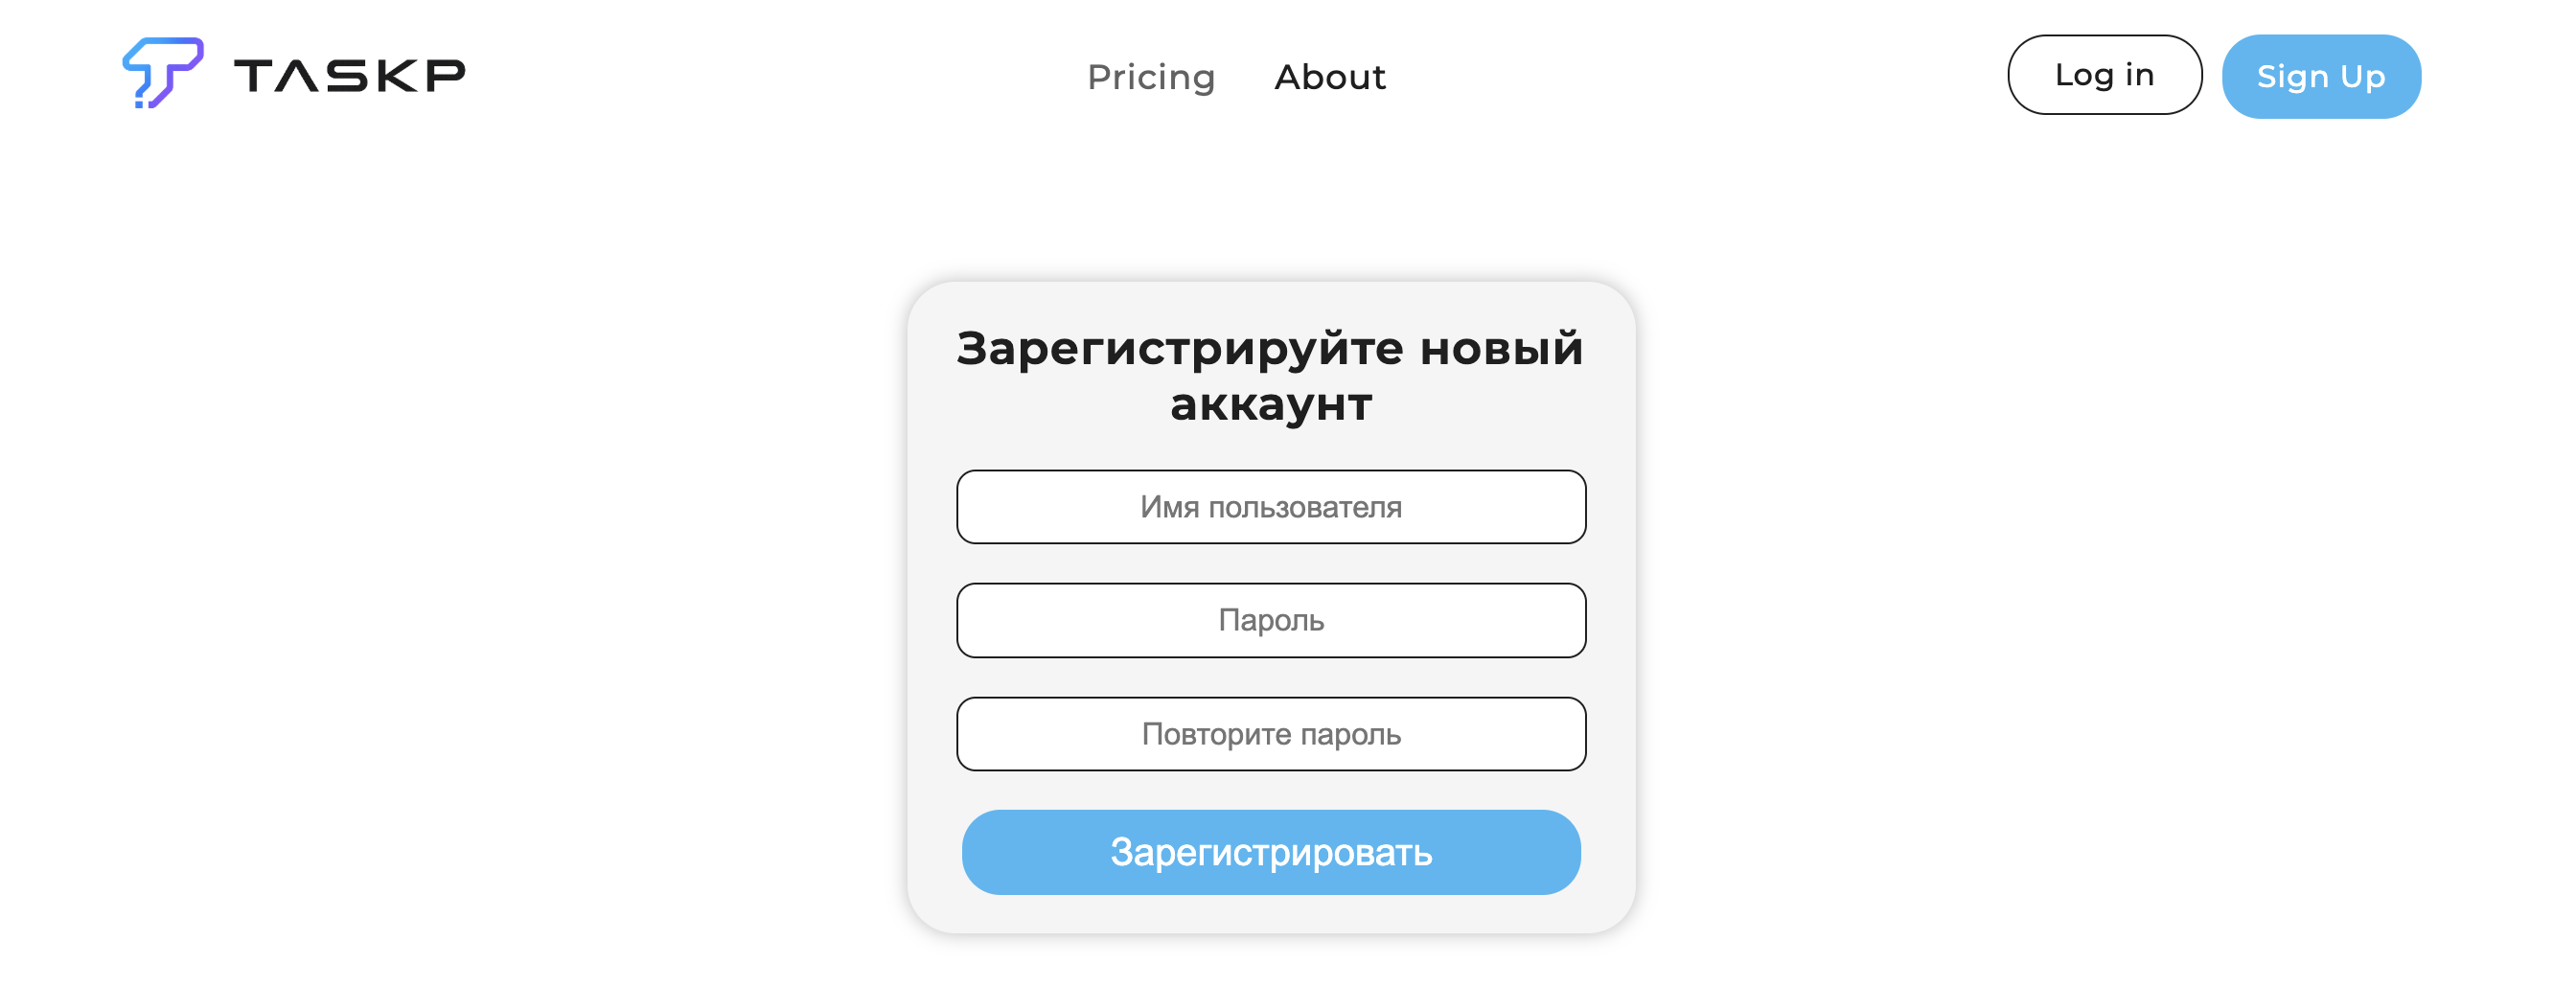 TASKP
Pricing
About
Log in
Sign Up
Зарегистрируйте новый
аккаунт
Имя пользователя
Пароль
Повторите пароль
Зарегистрировать